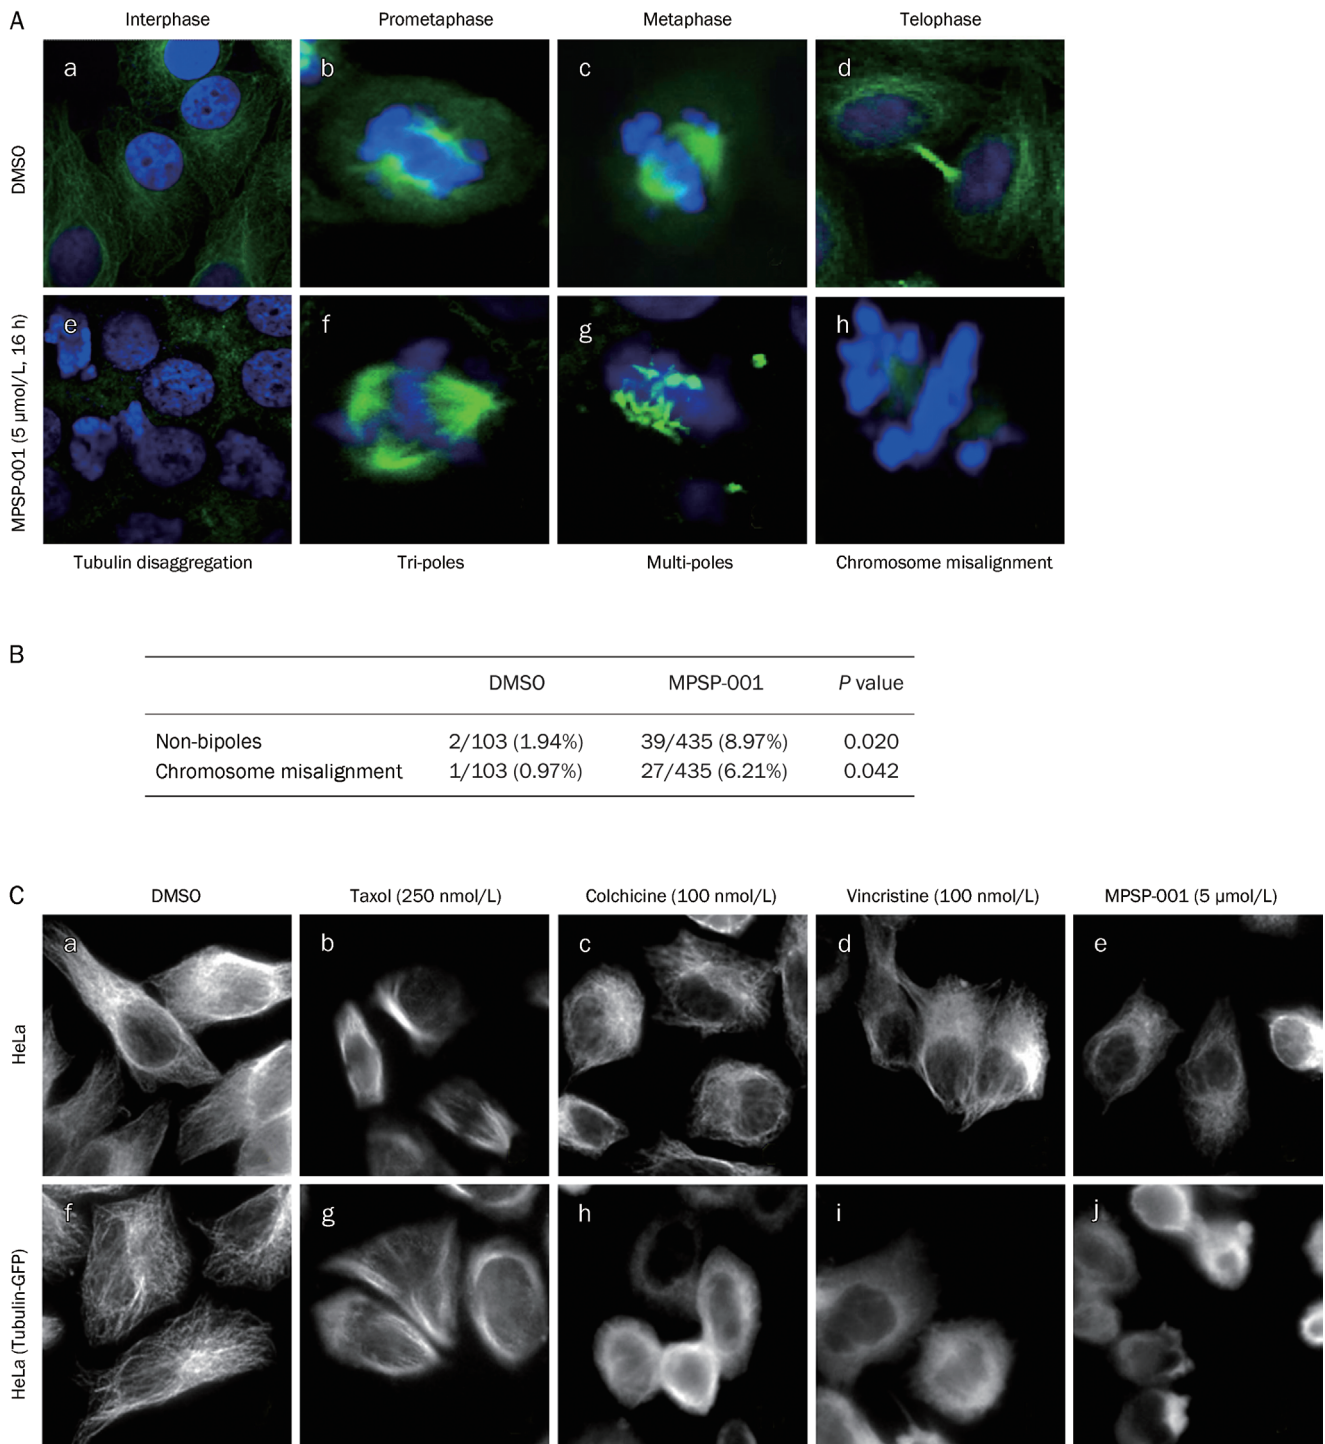 A
Interphase Prometaphase Metaphase Telophase
DMSO
a b c d
MPSP-001 (5 µmol/L, 16 h)
e f g h
Tubulin disaggregation Tri-poles Multi-poles Chromosome misalignment
B
DMSO MPSP-001 P value
Non-bipoles 2/103 (1.94%) 39/435 (8.97%) 0.020
Chromosome misalignment 1/103 (0.97%) 27/435 (6.21%) 0.042
C
DMSO Taxol (250 nmol/L) Colchicine (100 nmol/L) Vincristine (100 nmol/L) MPSP-001 (5 µmol/L)
HeLa
a b c d e
HeLa (Tubulin-GFP)
f g h i j